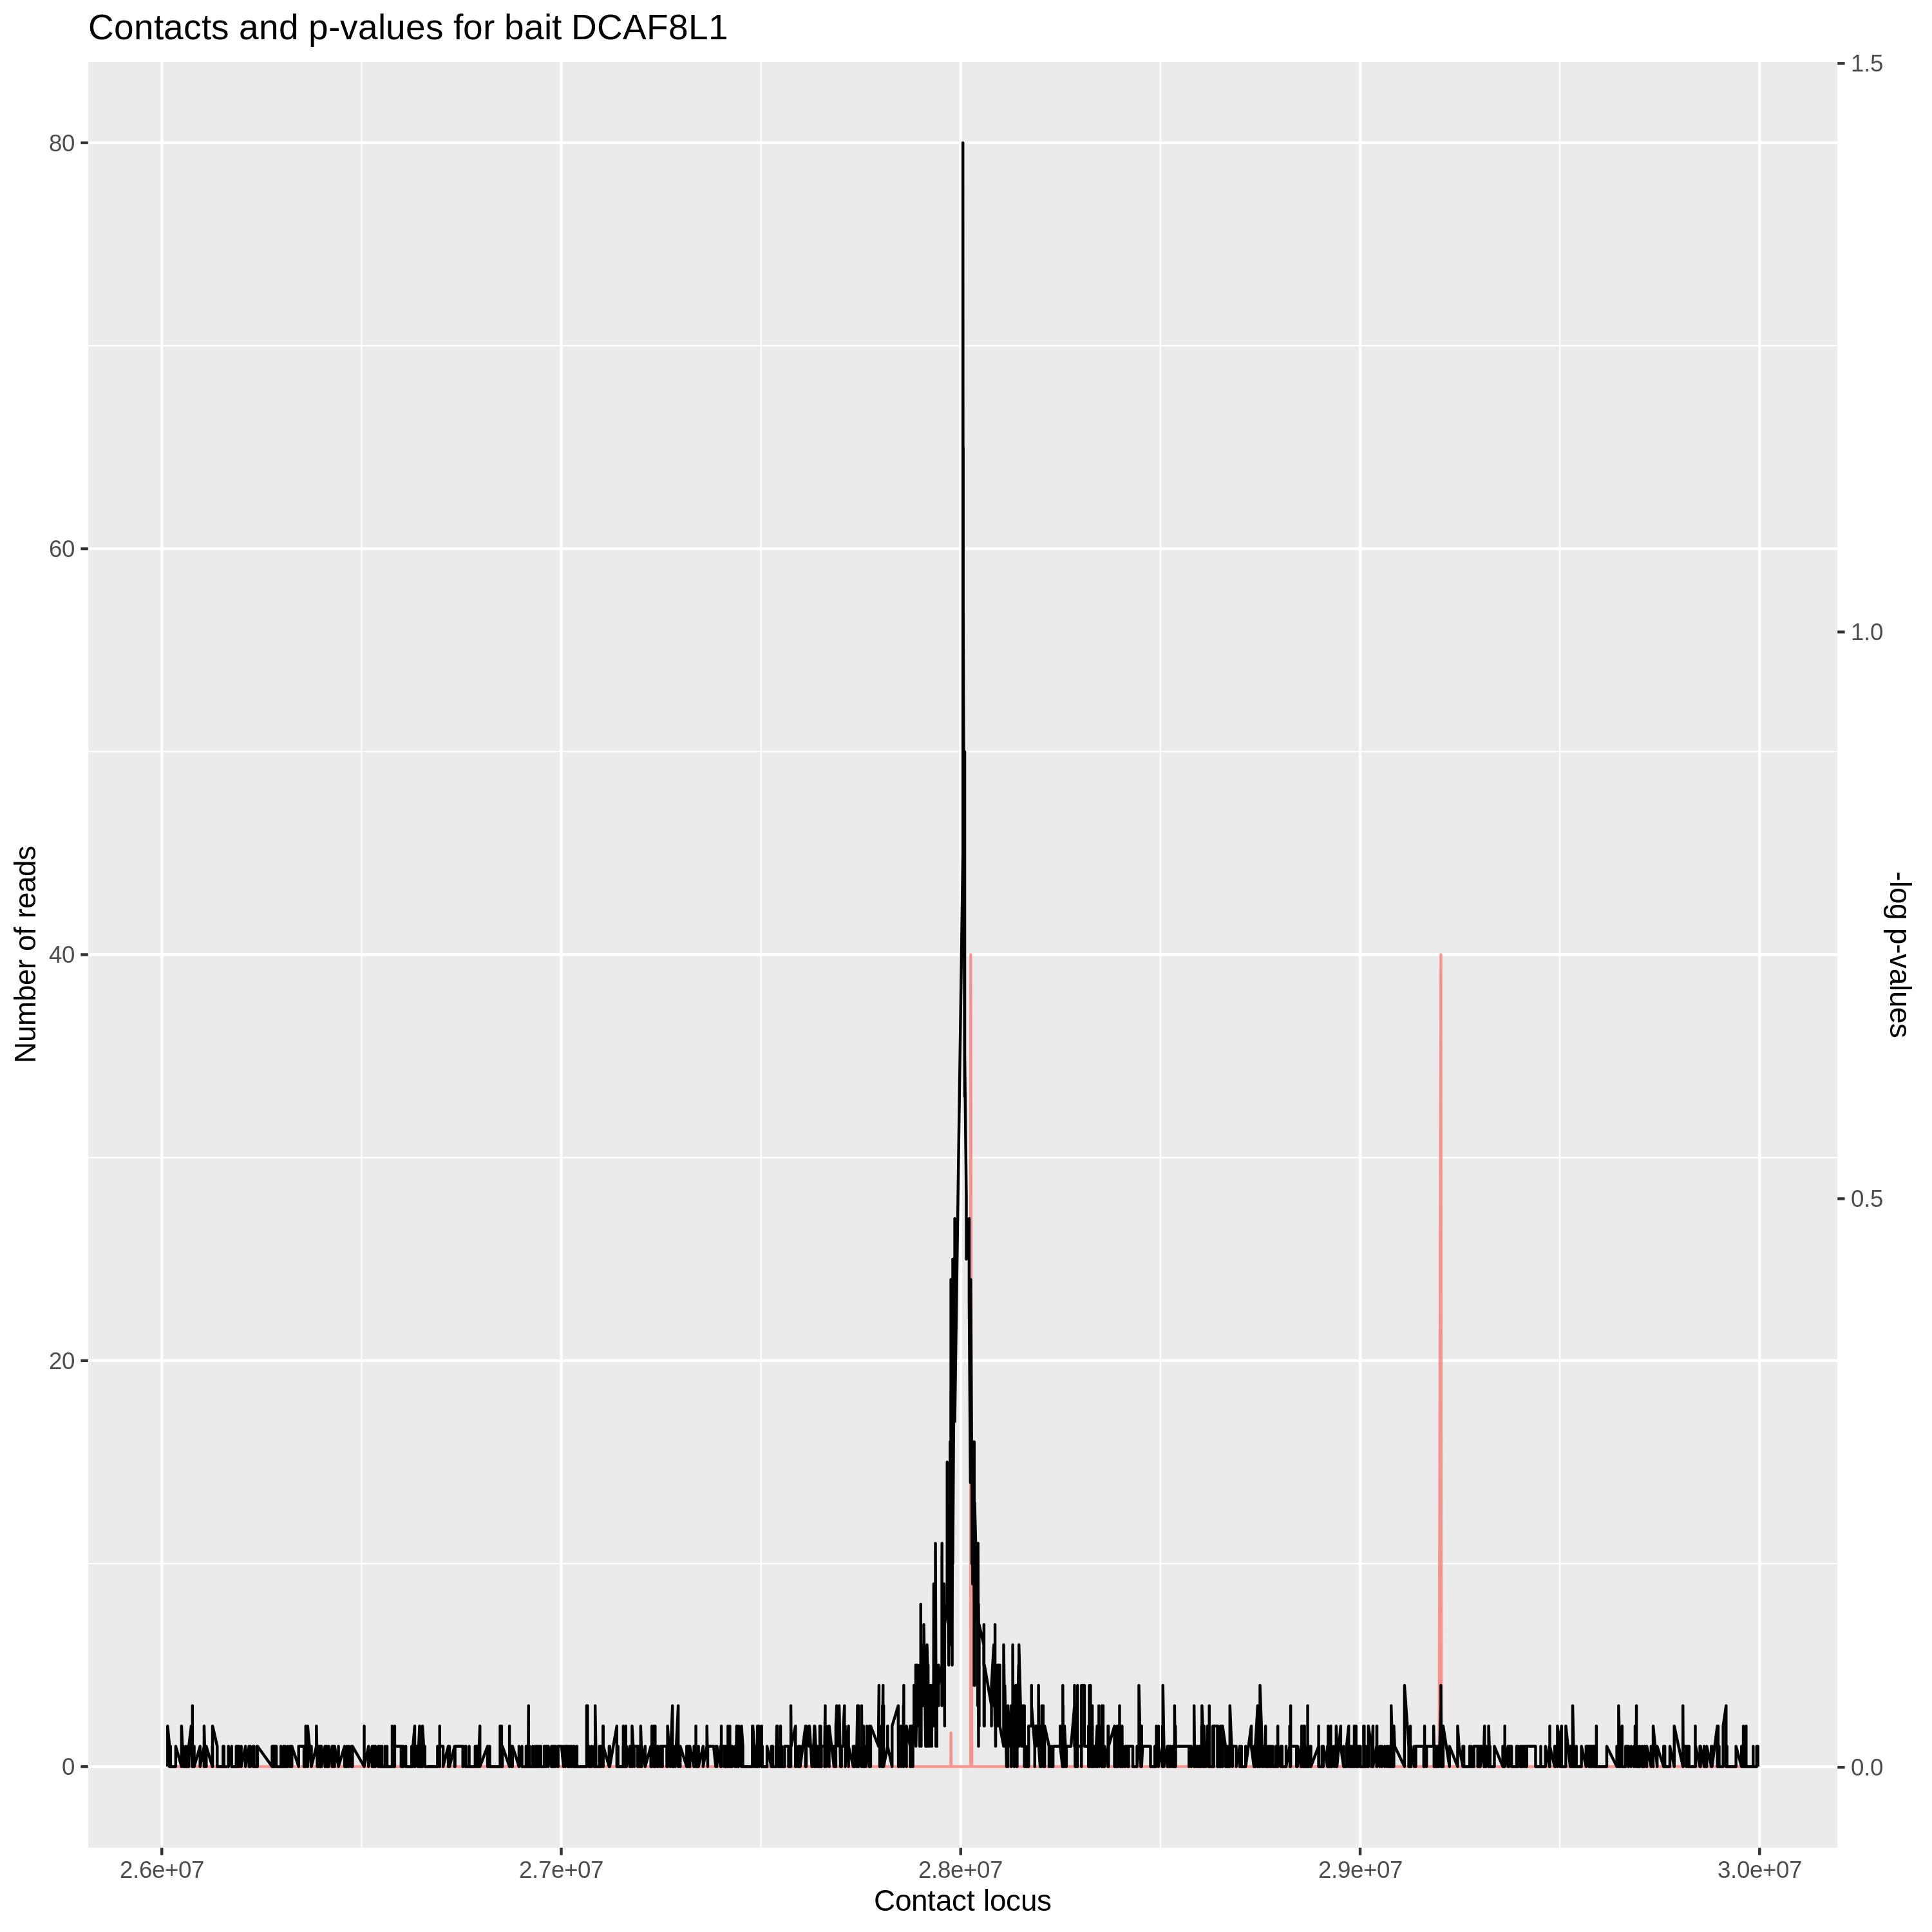 Contacts and p-values for bait DCAF8L1
1.5
80
60
1.0
40
0.5
20
0
0.0
Number of reads
-log p-values
2.6e+07 2.7e+07 2.8e+07 2.9e+07 3.0e+07
Contact locus